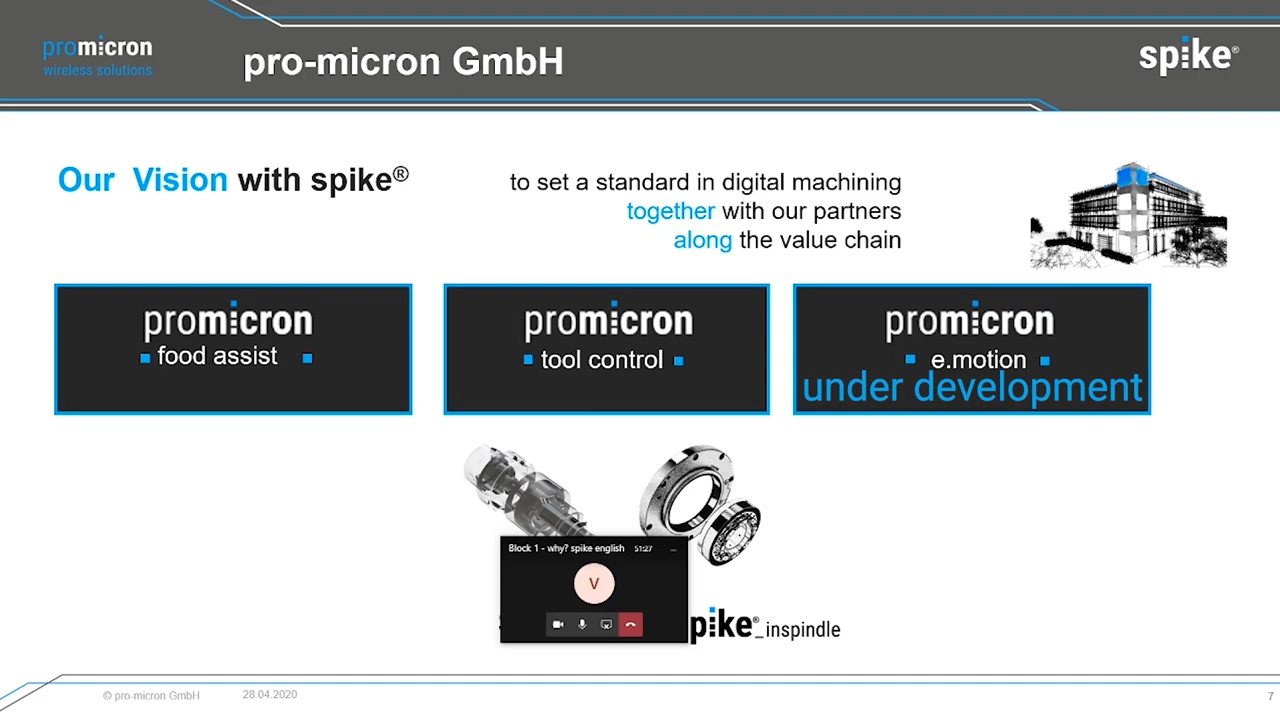 promicron
wireless solutions
pro-micron GmbH
spike®
Our Vision with spike®
to set a standard in digital machining
together with our partners
along the value chain
promicron
food assist
promicron
tool control
promicron
e.motion
under development
Block 1 - why? spike english 51:27
V
pike®_inspindle
© pro-micron GmbH
28.04.2020
7